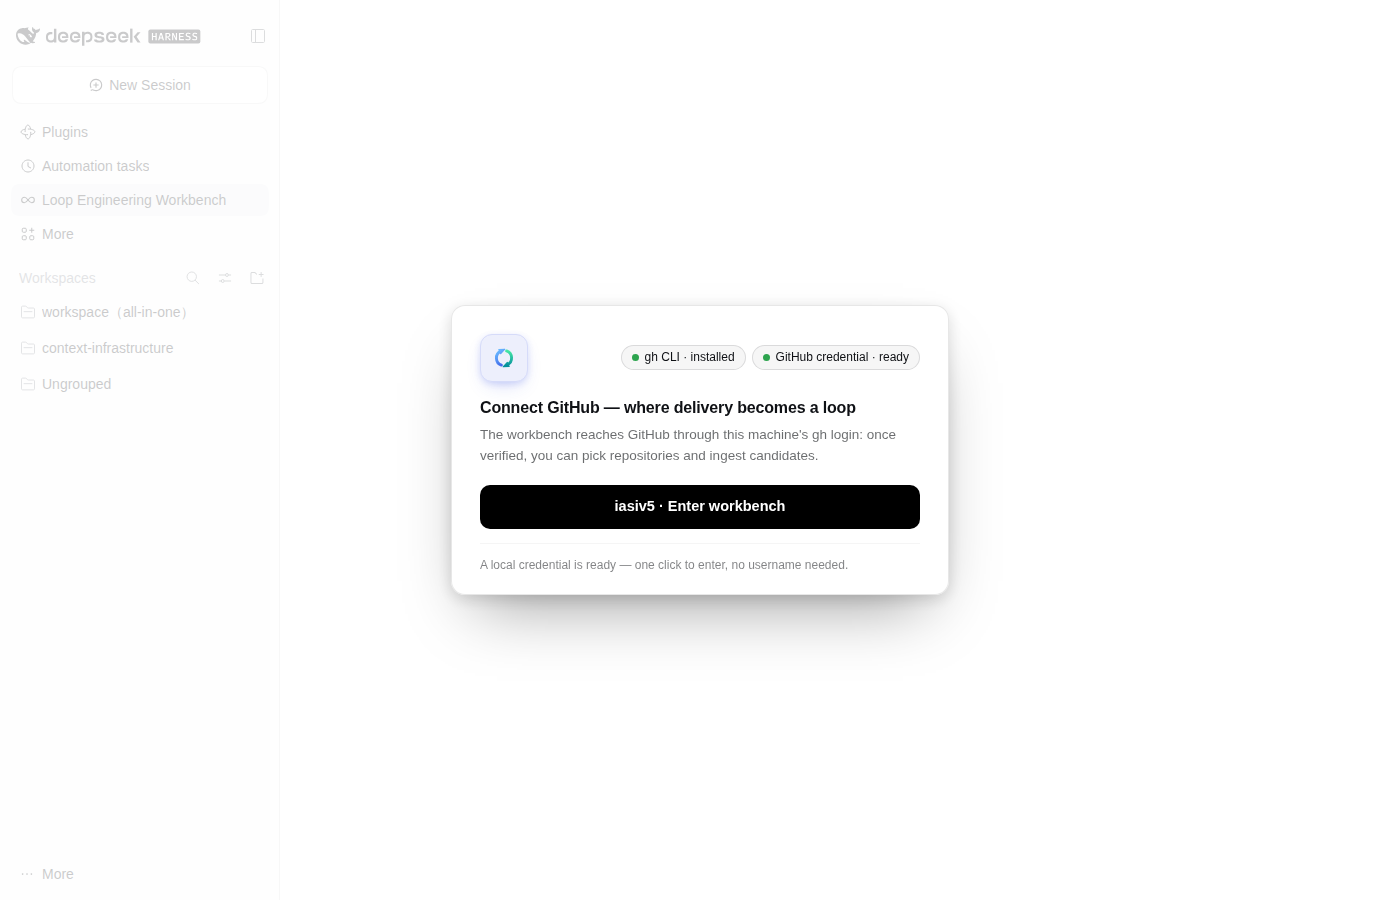 deepseek HARNESS
New Session
Plugins
Automation tasks
Loop Engineering Workbench
More
Workspaces
workspace（all-in-one）
context-infrastructure
Ungrouped
More
gh CLI · installed
GitHub credential · ready
Connect GitHub — where delivery becomes a loop
The workbench reaches GitHub through this machine's gh login: once
verified, you can pick repositories and ingest candidates.
iasiv5 · Enter workbench
A local credential is ready — one click to enter, no username needed.